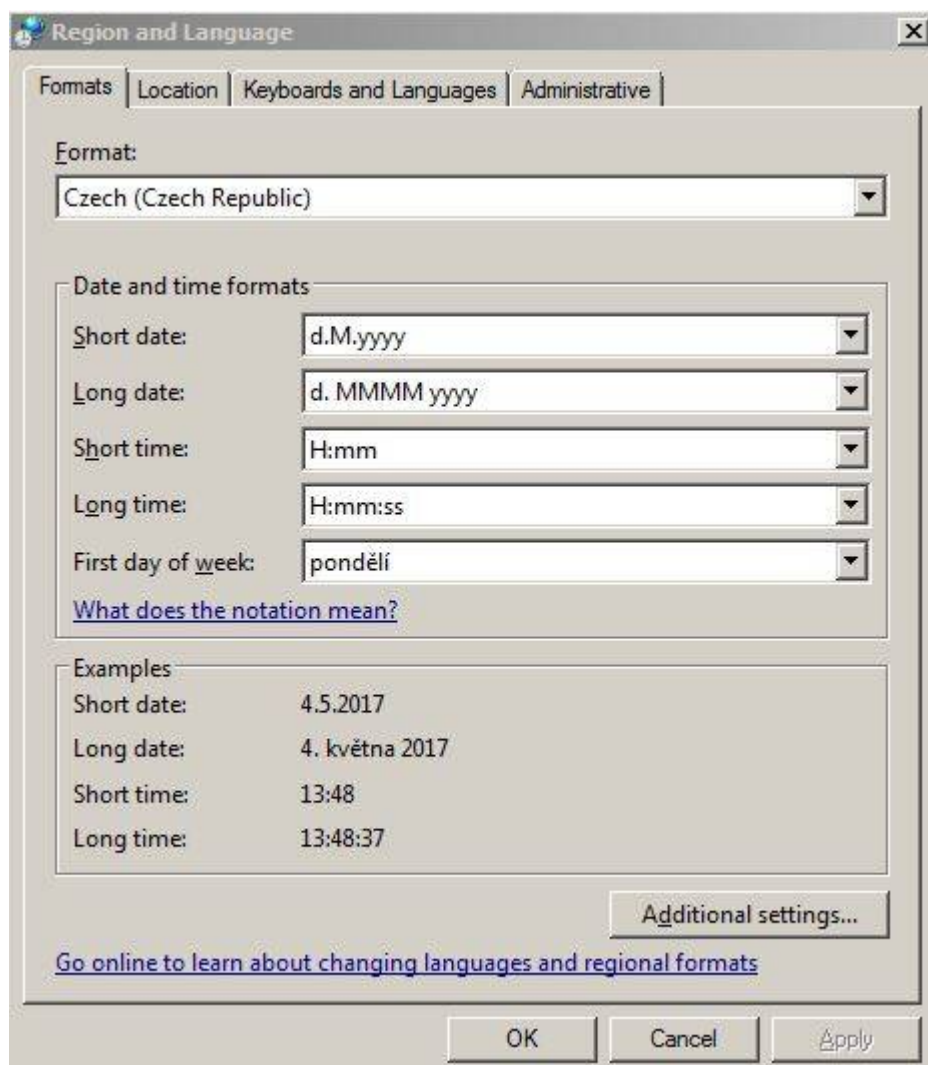 Region and Language
Formats Location Keyboards and Languages Administrative
Format:
Czech (Czech Republic)
Date and time formats
Short date: d.M.yyyy
Long date: d. MMMM yyyy
Short time: H:mm
Long time: H:mm:ss
First day of week: pondělí
What does the notation mean?
Examples
Short date: 4.5.2017
Long date: 4. května 2017
Short time: 13:48
Long time: 13:48:37
Additional settings...
Go online to learn about changing languages and regional formats
OK Cancel Apply